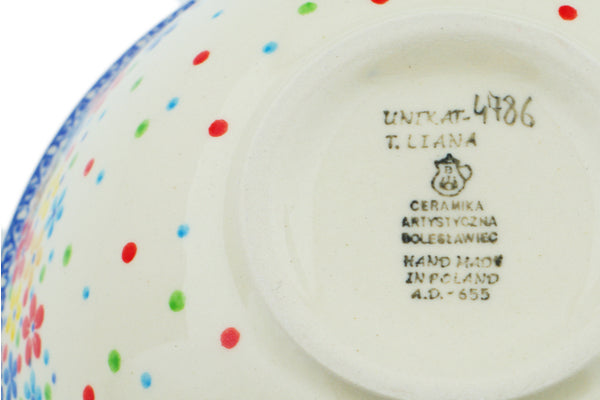 UNIKAT-4786
T. LIANA
B
CERAMIKA
ARTYSTYCZNA
BOLESŁAWIEC
HAND MADE
IN POLAND
A.D.-655